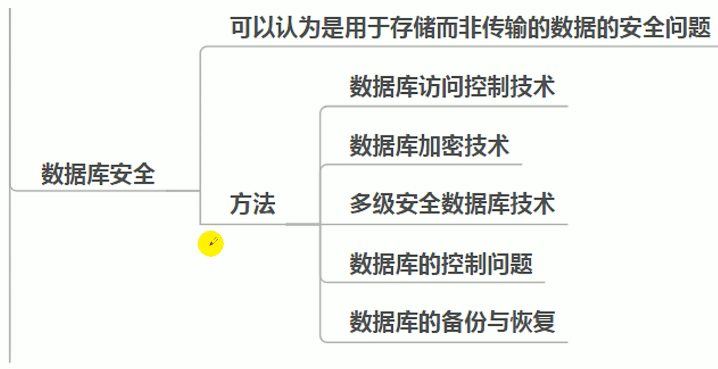 可以认为是用于存储而非传输的数据的安全问题
数据库安全
方法
数据库访问控制技术
数据库加密技术
多级安全数据库技术
数据库的控制问题
数据库的备份与恢复